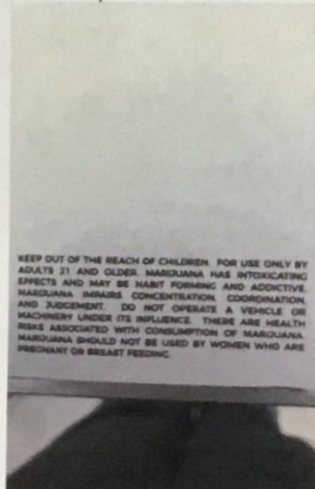 KEEP OUT OF THE REACH OF CHILDREN. FOR USE ONLY BY
ADULTS 21 AND OLDER. MARIJUANA HAS INTOXICATING
EFFECTS AND MAY BE HABIT FORMING AND ADDICTIVE.
MARIJUANA IMPAIRS CONCENTRATION, COORDINATION,
AND JUDGEMENT. DO NOT OPERATE A VEHICLE OR
MACHINERY UNDER ITS INFLUENCE. THERE ARE HEALTH
RISKS ASSOCIATED WITH CONSUMPTION OF MARIJUANA.
MARIJUANA SHOULD NOT BE USED BY WOMEN WHO ARE
PREGNANT OR BREAST FEEDING.